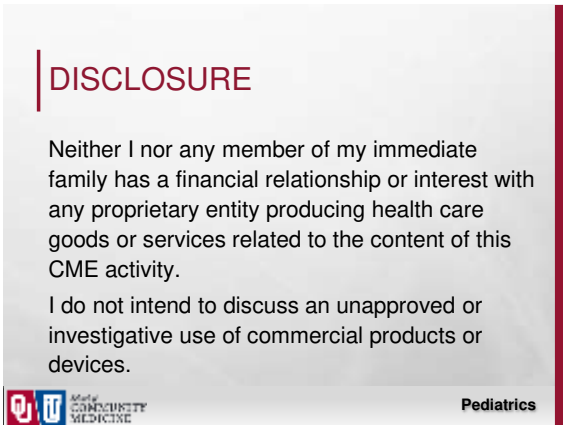 DISCLOSURE
Neither I nor any member of my immediate
family has a financial relationship or interest with
any proprietary entity producing health care
goods or services related to the content of this
CME activity.
I do not intend to discuss an unapproved or
investigative use of commercial products or
devices.
School of
COMMUNITY
MEDICINE
Pediatrics